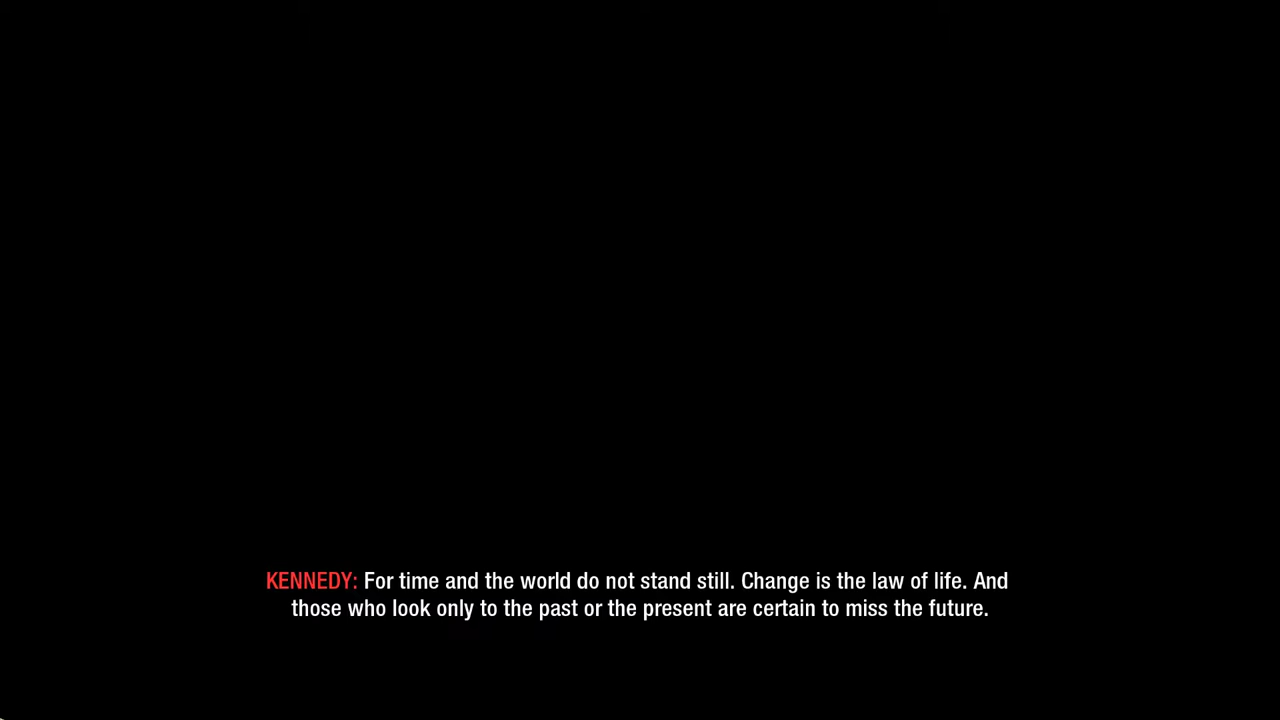 KENNEDY: For time and the world do not stand still. Change is the law of life. And
those who look only to the past or the present are certain to miss the future.